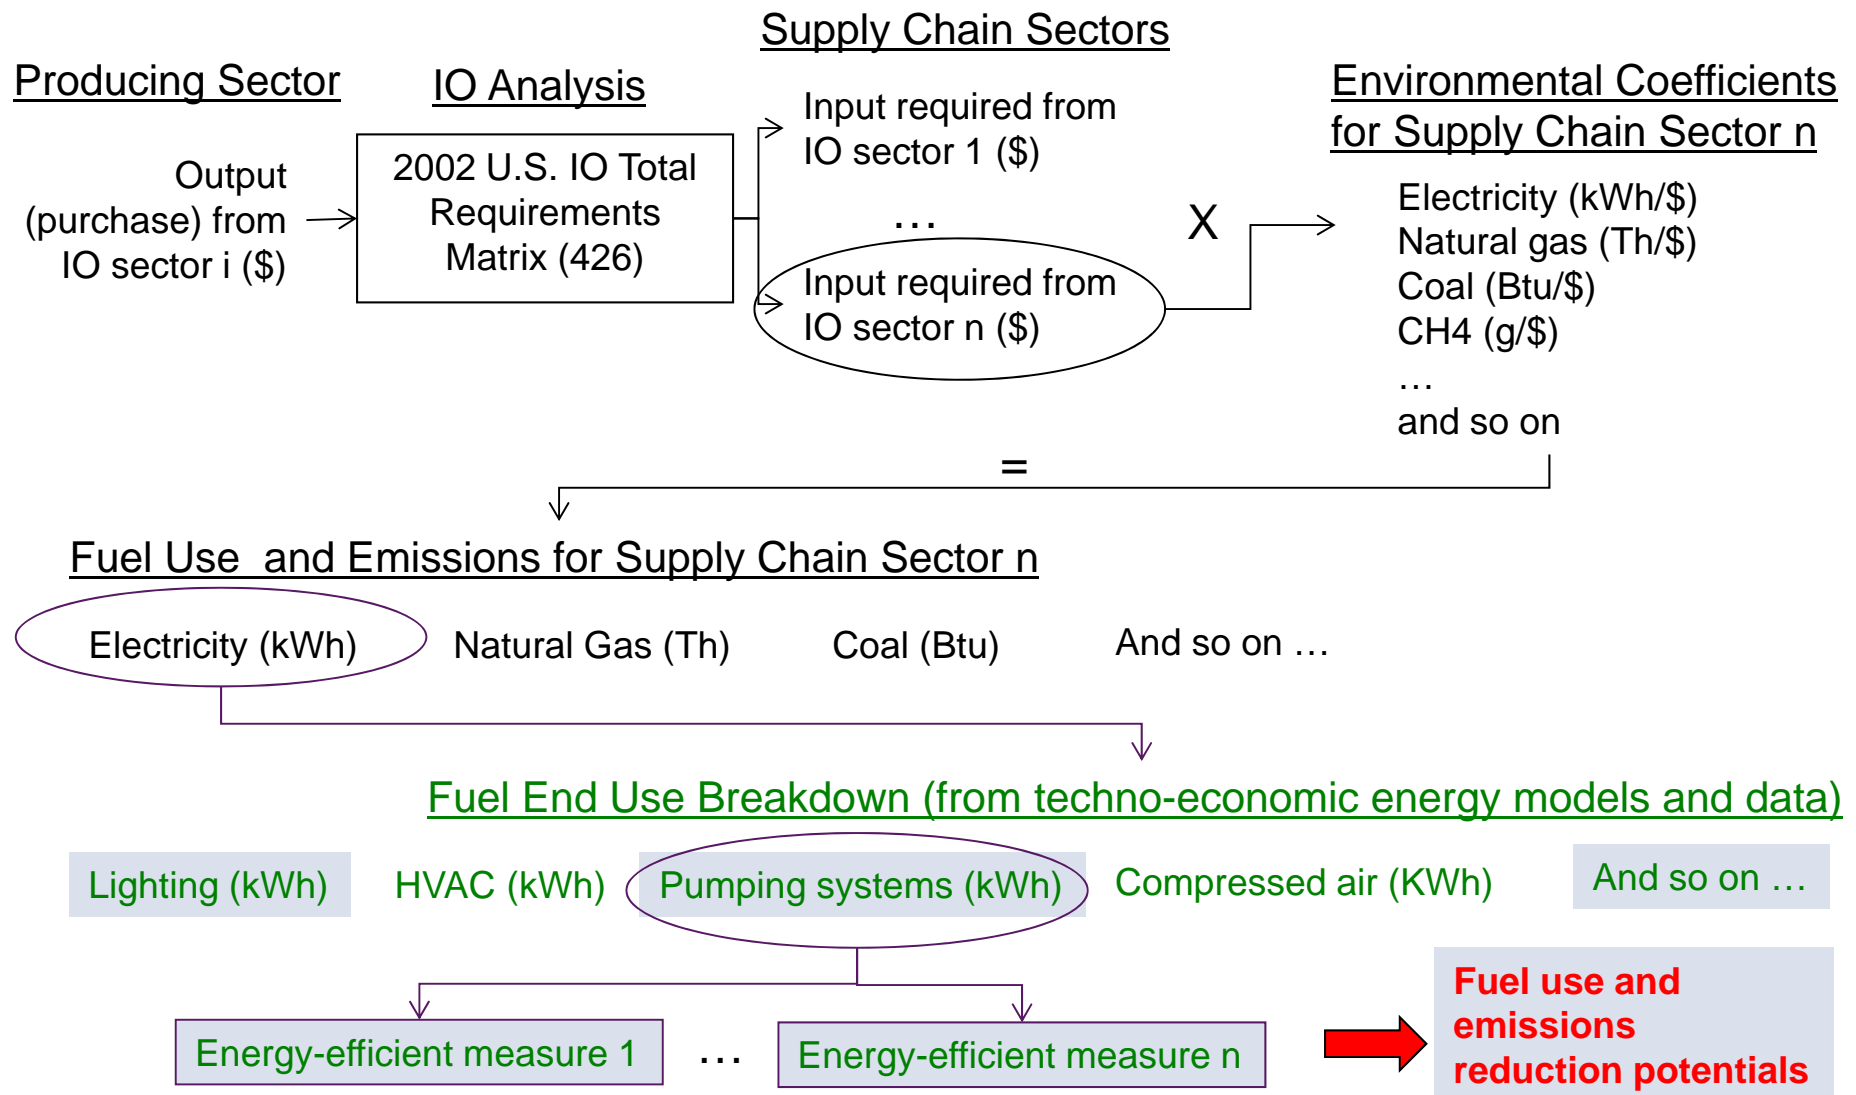 Supply Chain Sectors
Producing Sector
IO Analysis
Environmental Coefficients
for Supply Chain Sector n
Output
(purchase) from
IO sector i ($)
2002 U.S. IO Total
Requirements
Matrix (426)
Input required from
IO sector 1 ($)
…
Input required from
IO sector n ($)
X
Electricity (kWh/$)
Natural gas (Th/$)
Coal (Btu/$)
CH4 (g/$)
…
and so on
=
Fuel Use and Emissions for Supply Chain Sector n
Electricity (kWh)
Natural Gas (Th)
Coal (Btu)
And so on …
Fuel End Use Breakdown (from techno-economic energy models and data)
Lighting (kWh)
HVAC (kWh)
Pumping systems (kWh)
Compressed air (KWh)
And so on …
Energy-efficient measure 1
…
Energy-efficient measure n
Fuel use and
emissions
reduction potentials